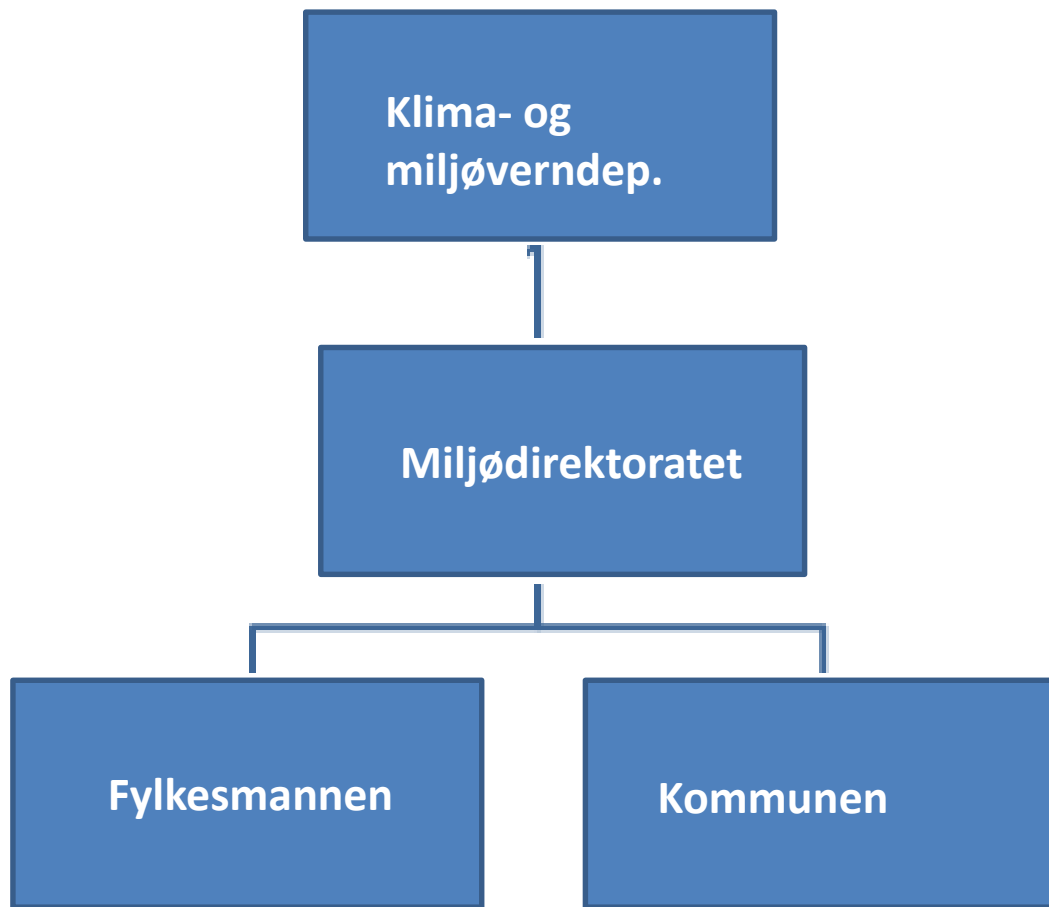 Klima- og
miljøverndep.
Miljødirektoratet
Fylkesmannen
Kommunen